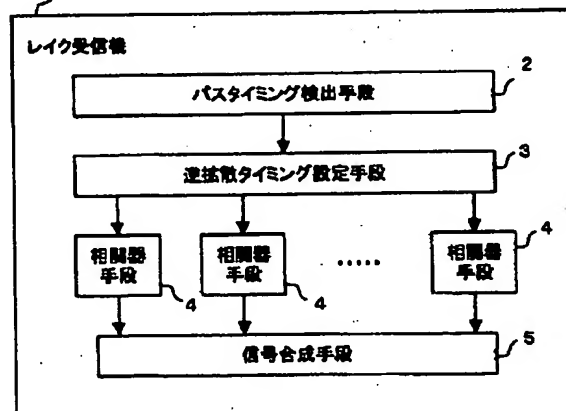 レイク受信機
パスタイミング検出手段
2
逆拡散タイミング設定手段
3
相関器
手段
4
相関器
手段
4
.....
相関器
手段
4
信号合成手段
5